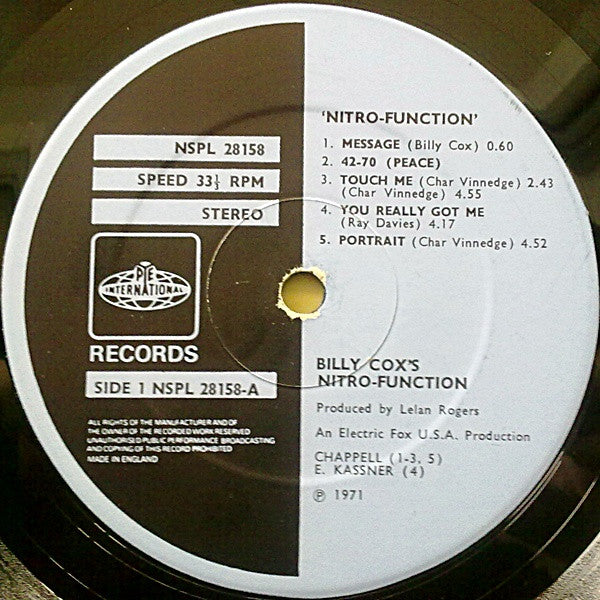 NSPL 28158
SPEED 33⅓ RPM
STEREO
PYE
INTERNATIONAL
RECORDS
SIDE 1 NSPL 28158-A
ALL RIGHTS OF THE MANUFACTURER AND OF
THE OWNER OF THE RECORDED WORK RESERVED
UNAUTHORISED PUBLIC PERFORMANCE BROADCASTING
AND COPYING OF THIS RECORD PROHIBITED
MADE IN ENGLAND
'NITRO-FUNCTION'
1. MESSAGE (Billy Cox) 0.60
2. 42-70 (PEACE)
3. TOUCH ME (Char Vinnedge) 2.43
(Char Vinnedge) 4.55
4. YOU REALLY GOT ME
(Ray Davies) 4.17
5. PORTRAIT (Char Vinnedge) 4.52
BILLY COX'S
NITRO-FUNCTION
Produced by Lelan Rogers
An Electric Fox U.S.A. Production
CHAPPELL (1-3, 5)
E. KASSNER (4)
℗ 1971